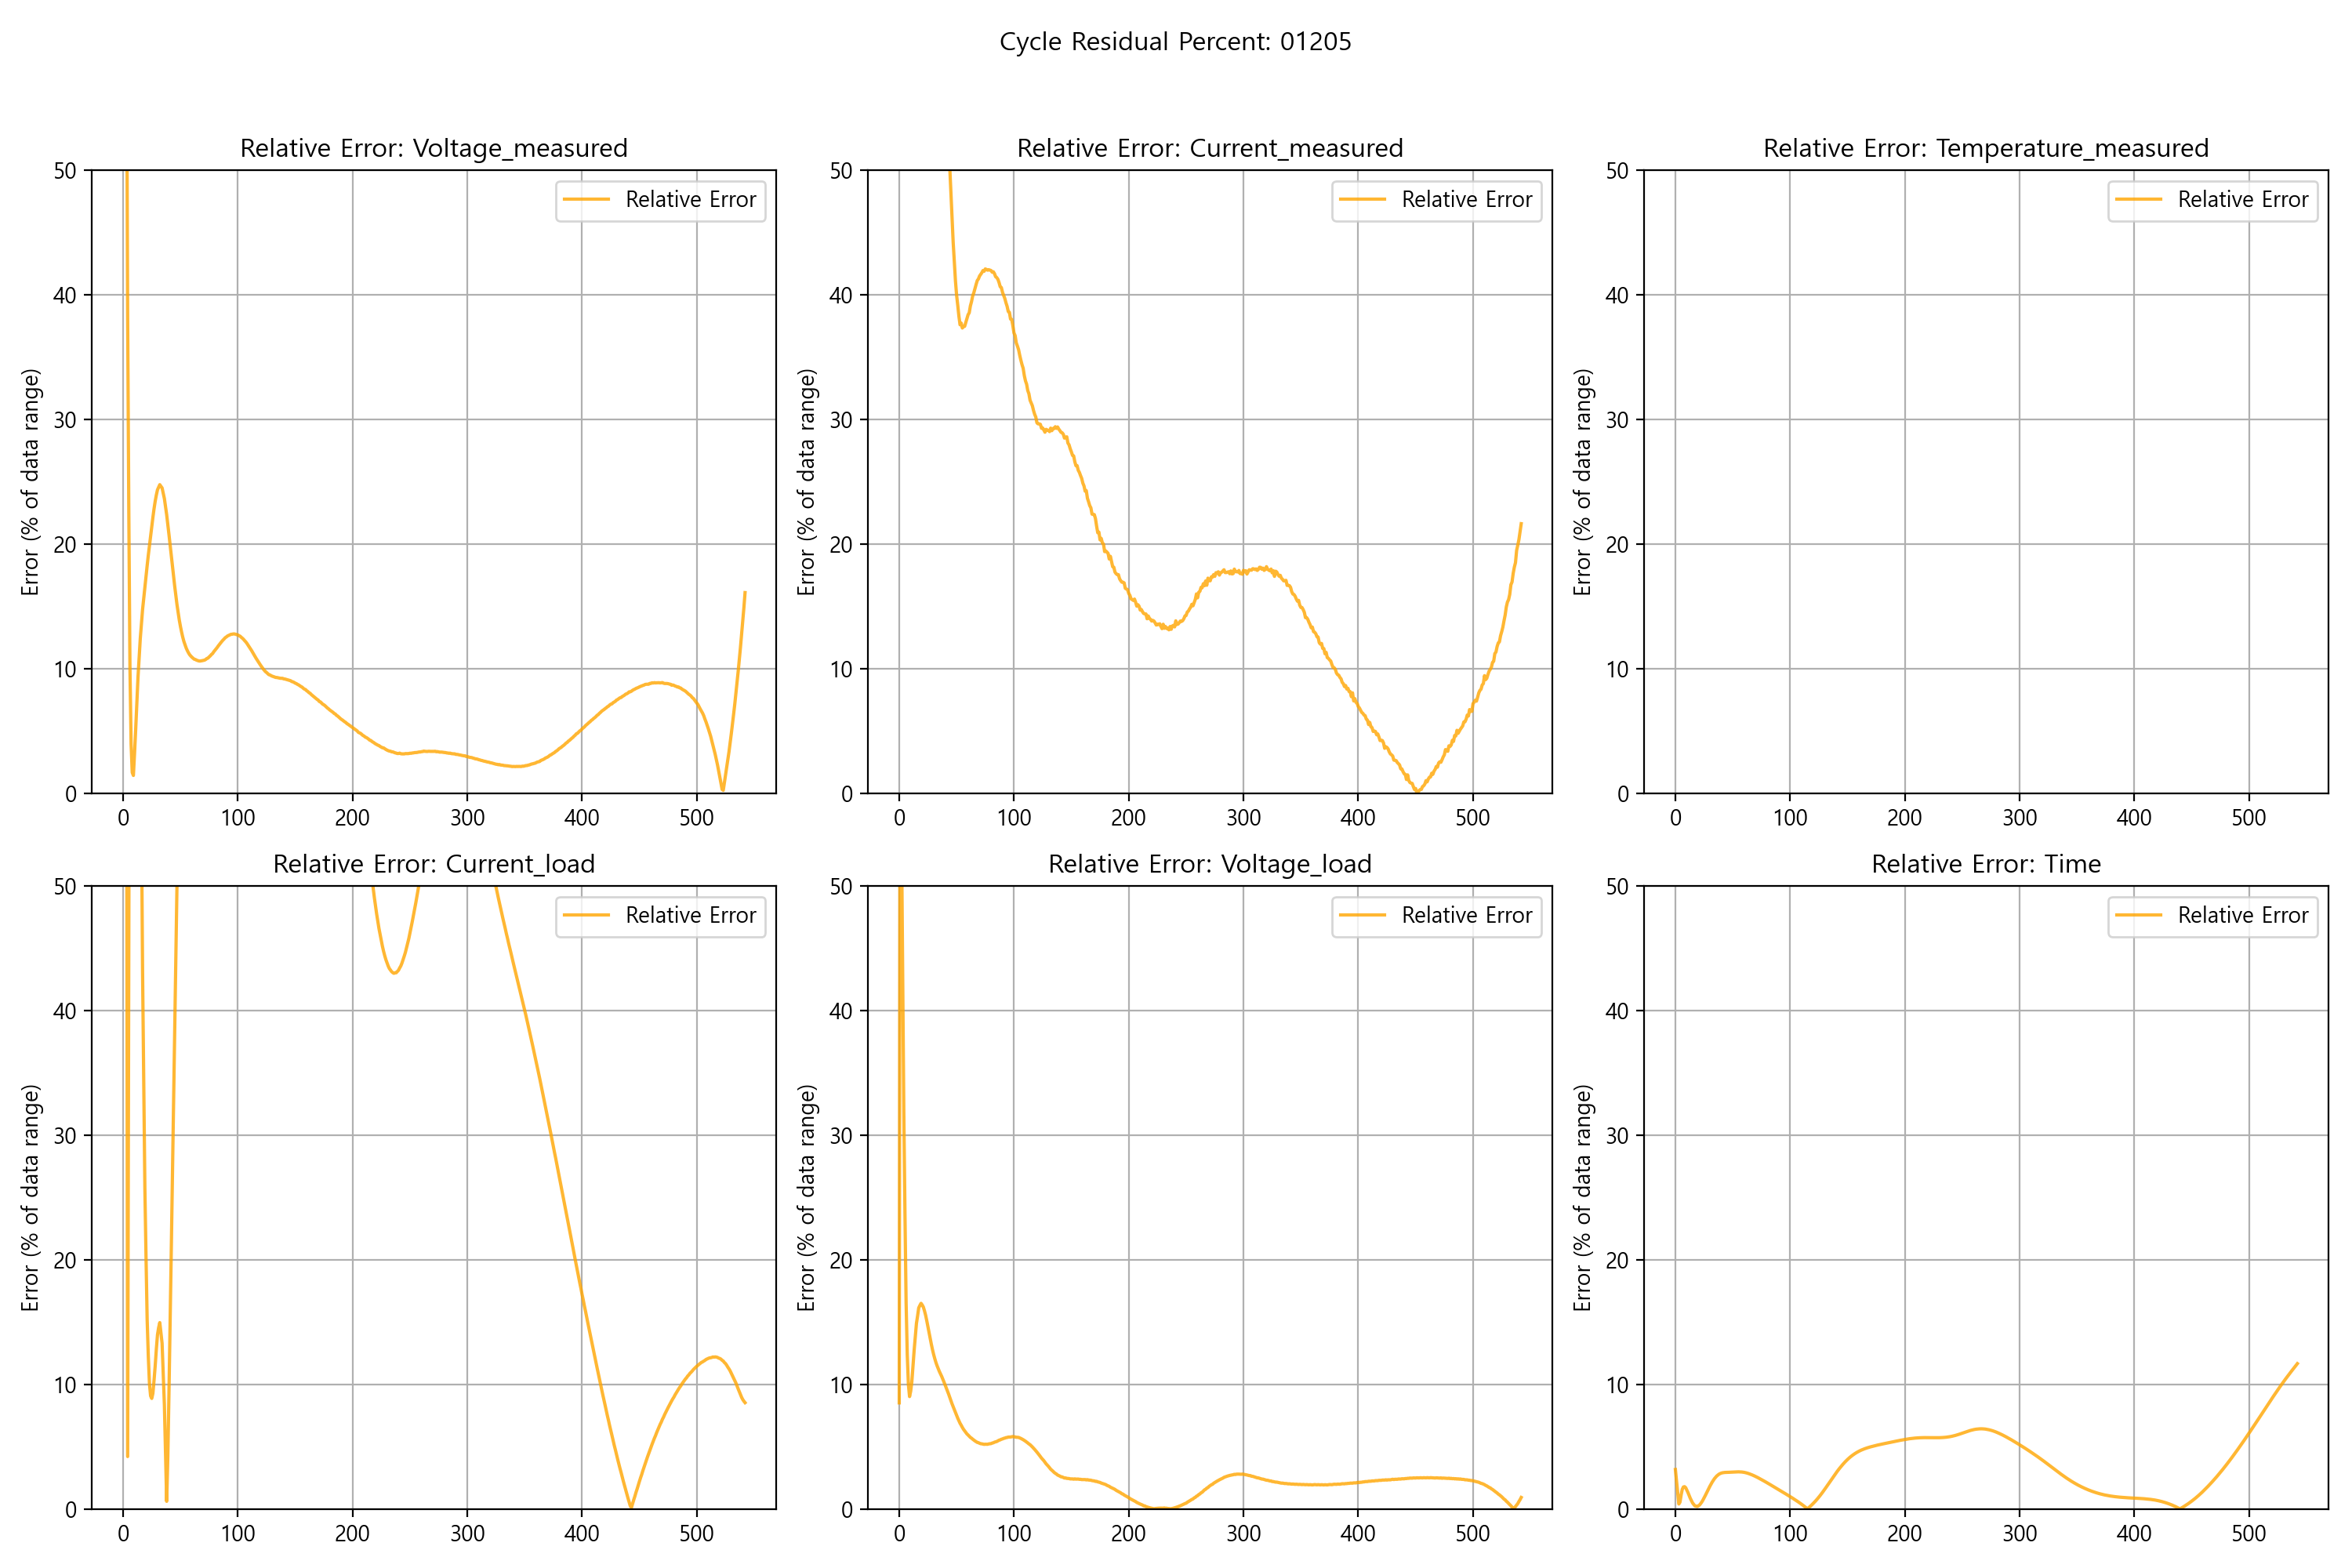 Cycle Residual Percent: 01205
Relative Error: Voltage_measured
Error (% of data range)
50
40
30
20
10
0
0 100 200 300 400 500
Relative Error
Relative Error: Current_measured
Error (% of data range)
50
40
30
20
10
0
0 100 200 300 400 500
Relative Error
Relative Error: Temperature_measured
Error (% of data range)
50
40
30
20
10
0
0 100 200 300 400 500
Relative Error
Relative Error: Current_load
Error (% of data range)
50
40
30
20
10
0
0 100 200 300 400 500
Relative Error
Relative Error: Voltage_load
Error (% of data range)
50
40
30
20
10
0
0 100 200 300 400 500
Relative Error
Relative Error: Time
Error (% of data range)
50
40
30
20
10
0
0 100 200 300 400 500
Relative Error